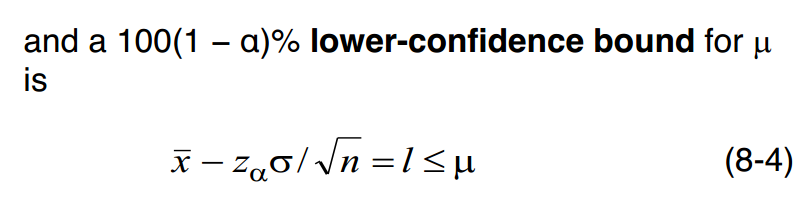 and a 100(1 − α)% lower-confidence bound for μ
is
x̄ − z_α σ/√n = l ≤ μ (8-4)